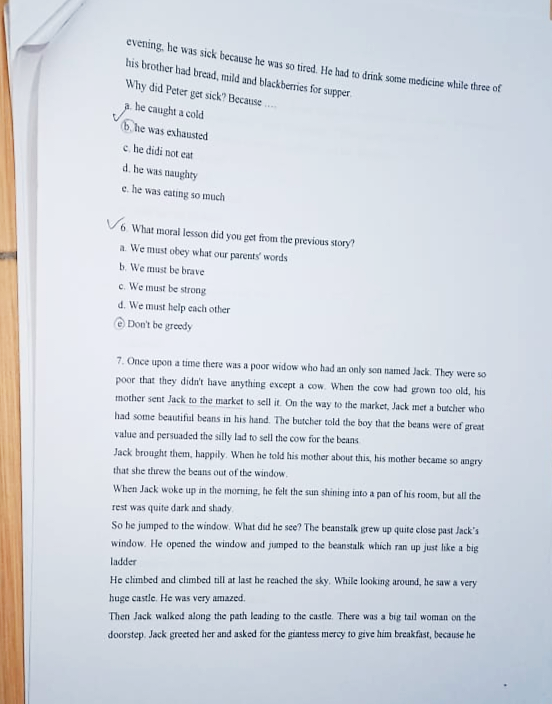 evening, he was sick because he was so tired. He had to drink some medicine while three of
his brother had bread, mild and blackberries for supper.
Why did Peter get sick? Because ....
a. he caught a cold
b. he was exhausted
c. he didi not eat
d. he was naughty
e. he was eating so much
6. What moral lesson did you get from the previous story?
a. We must obey what our parents' words
b. We must be brave
c. We must be strong
d. We must help each other
e. Don't be greedy
7. Once upon a time there was a poor widow who had an only son named Jack. They were so
poor that they didn't have anything except a cow. When the cow had grown too old, his
mother sent Jack to the market to sell it. On the way to the market, Jack met a butcher who
had some beautiful beans in his hand. The butcher told the boy that the beans were of great
value and persuaded the silly lad to sell the cow for the beans.
Jack brought them, happily. When he told his mother about this, his mother became so angry
that she threw the beans out of the window.
When Jack woke up in the morning, he felt the sun shining into a pan of his room, but all the
rest was quite dark and shady.
So he jumped to the window. What did he see? The beanstalk grew up quite close past Jack's
window. He opened the window and jumped to the beanstalk which ran up just like a big
ladder
He climbed and climbed till at last he reached the sky. While looking around, he saw a very
huge castle. He was very amazed.
Then Jack walked along the path leading to the castle. There was a big tail woman on the
doorstep. Jack greeted her and asked for the giantess mercy to give him breakfast, because he